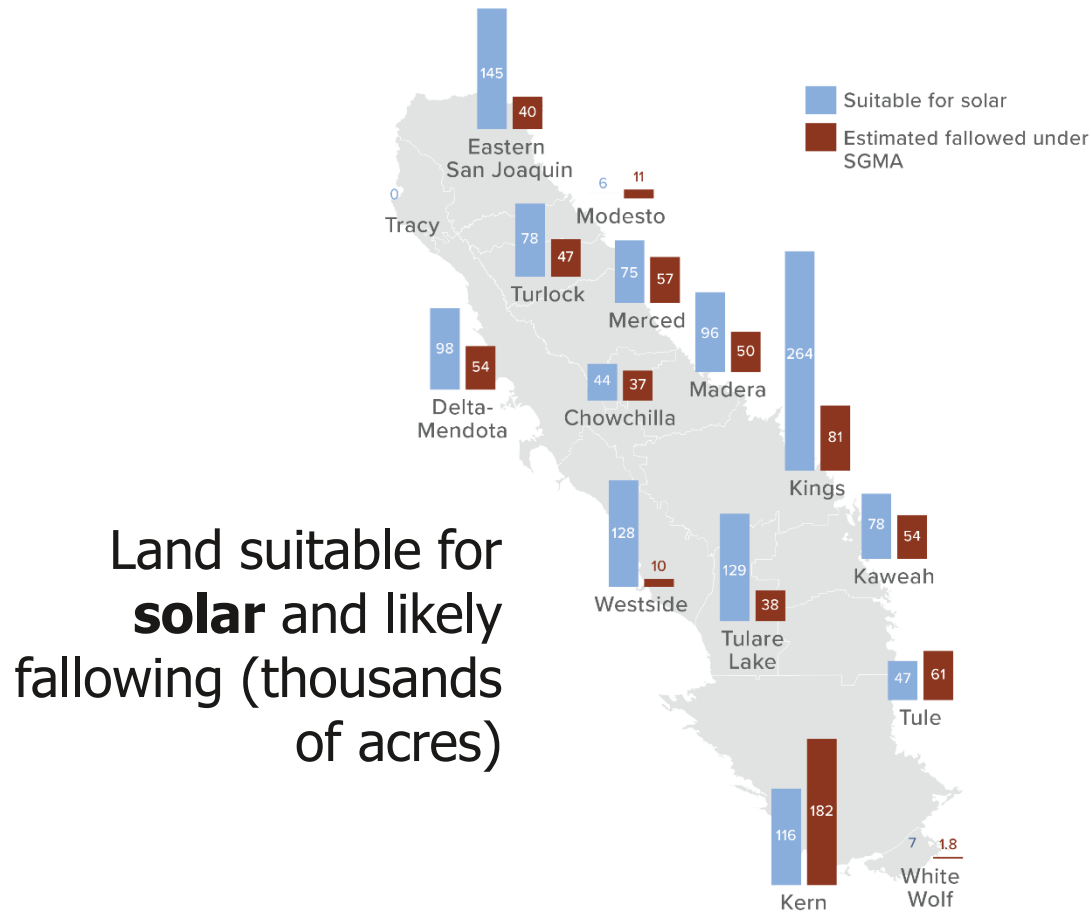 145
40
Eastern
San Joaquin
Suitable for solar
Estimated fallowed under
SGMA
0
Tracy
6
11
Modesto
78
47
Turlock
75
57
Merced
96
50
Madera
264
81
Kings
98
54
Delta-
Mendota
44
37
Chowchilla
128
10
Westside
129
38
Tulare
Lake
78
54
Kaweah
Land suitable for
solar and likely
fallowing (thousands
of acres)
47
61
Tule
116
182
Kern
7
1.8
White
Wolf